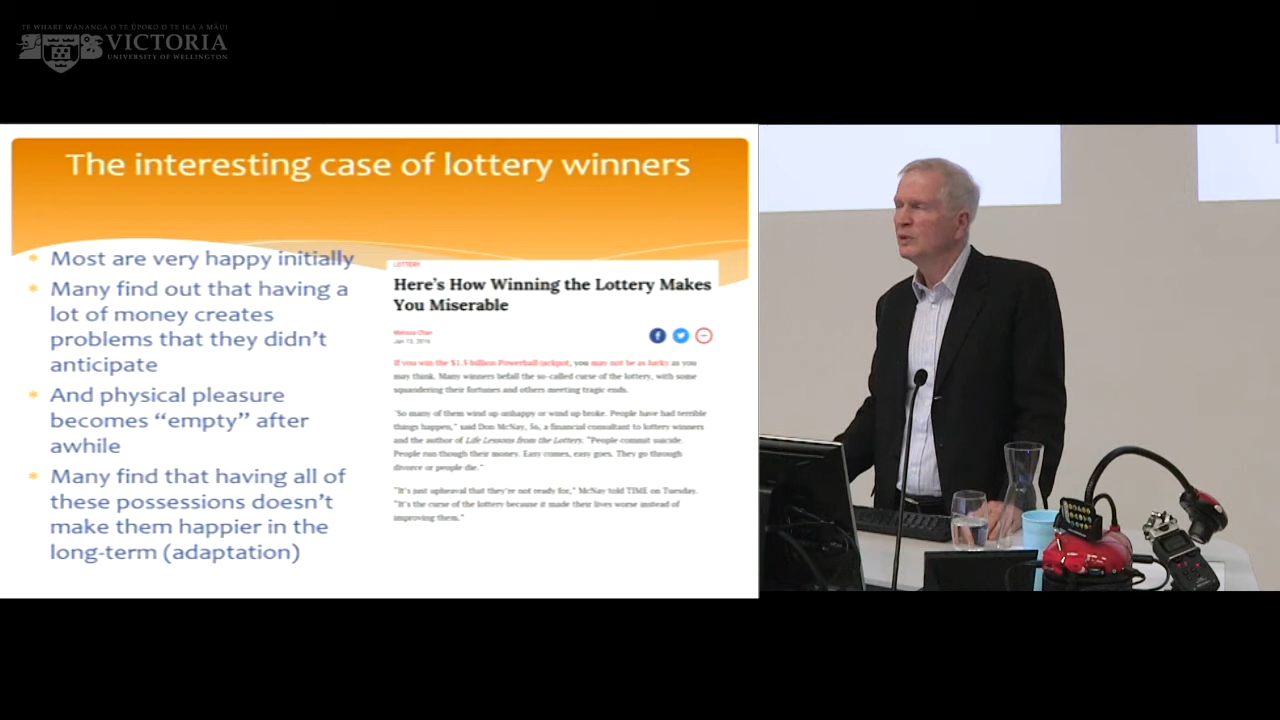 TE WHARE WĀNANGA O TE ŪPOKO O TE IKA A MĀUI
VICTORIA
UNIVERSITY OF WELLINGTON
The interesting case of lottery winners
Most are very happy initially
Many find out that having a
lot of money creates
problems that they didn't
anticipate
And physical pleasure
becomes “empty” after
awhile
Many find that having all of
these possessions doesn't
make them happier in the
long-term (adaptation)
LOTTERY
Here's How Winning the Lottery Makes
You Miserable
Melissa Chan
Jan 13, 2016
If you win the $1.5 billion Powerball jackpot, you may not be as lucky as you
may think. Many winners befall the so-called curse of the lottery, with some
squandering their fortunes and others meeting tragic ends.
"So many of them wind up unhappy or wind up broke. People have had terrible
things happen," said Don McNay, 56, a financial consultant to lottery winners
and the author of Life Lessons from the Lottery. "People commit suicide.
People run though their money. Easy comes, easy goes. They go through
divorce or people die."
"It's just upheaval that they're not ready for," McNay told TIME on Tuesday.
"It's the curse of the lottery because it made their lives worse instead of
improving them."